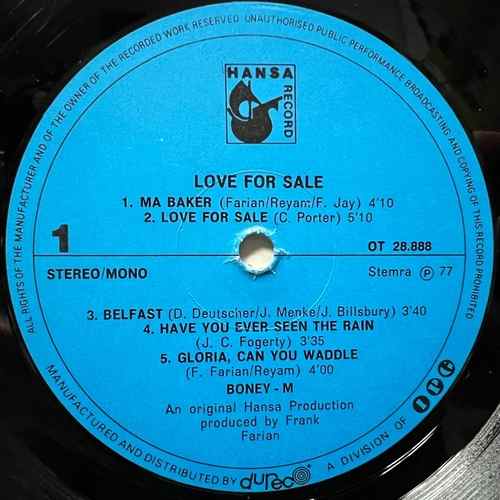 ALL RIGHTS OF THE MANUFACTURER AND OF THE OWNER OF THE RECORDED WORK RESERVED UNAUTHORISED PUBLIC PERFORMANCE BROADCASTING AND COPYING OF THIS RECORD PROHIBITED
HANSA
RECORD
LOVE FOR SALE
1. MA BAKER (Farian/Reyam/F. Jay) 4'10
2. LOVE FOR SALE (C. Porter) 5'10
1
OT 28.888
STEREO/MONO
Stemra Ⓟ 77
3. BELFAST (D. Deutscher/J. Menke/J. Billsbury) 3'40
4. HAVE YOU EVER SEEN THE RAIN
(J. C. Fogerty) 3'35
5. GLORIA, CAN YOU WADDLE
(F. Farian/Reyam) 4'00
BONEY-M
An original Hansa Production
produced by Frank
Farian
MANUFACTURED AND DISTRIBUTED BY dureco A DIVISION OF